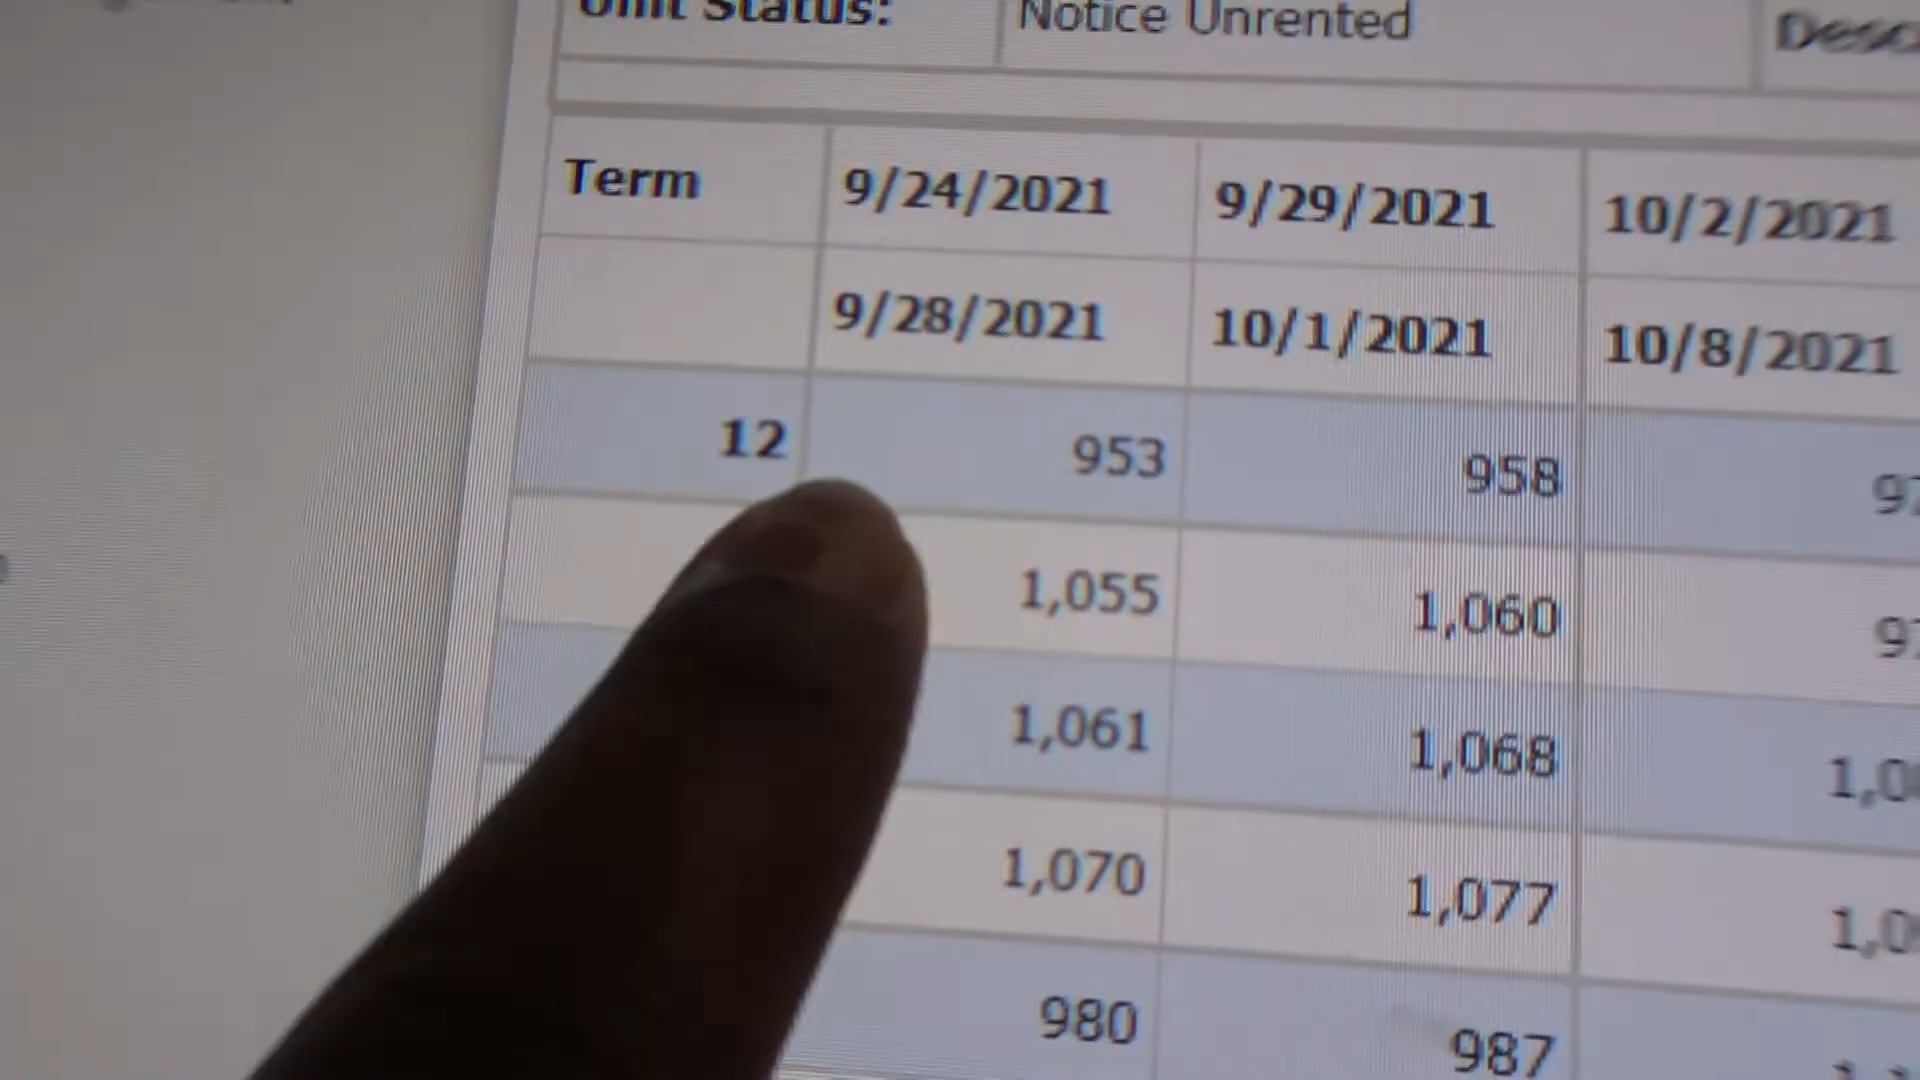 Unit Status: Notice Unrented
Term 9/24/2021 9/29/2021 10/2/2021
9/28/2021 10/1/2021 10/8/2021
12 953 958
1,055 1,060
1,061 1,068
1,070 1,077
980 987